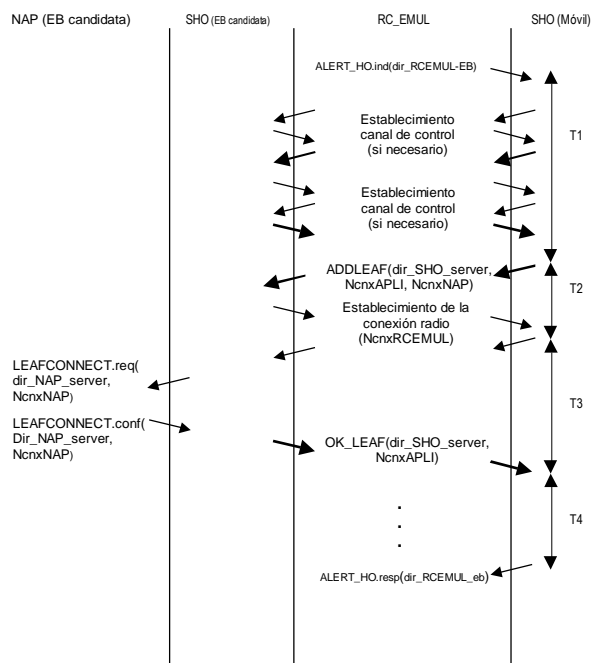 NAP (EB candidata) SHO (EB candidata) RC_EMUL SHO (Móvil)
ALERT_HO.ind(dir_RCEMUL-EB)
Establecimiento
canal de control
(si necesario)
T1
Establecimiento
canal de control
(si necesario)
ADDLEAF(dir_SHO_server,
NcnxAPLI, NcnxNAP)
T2
Establecimiento de la
conexión radio
(NcnxRCEMUL)
LEAFCONNECT.req(
dir_NAP_server,
NcnxNAP)
T3
LEAFCONNECT.conf(
Dir_NAP_server,
NcnxNAP)
OK_LEAF(dir_SHO_server,
NcnxAPLI)
.
.
.
T4
ALERT_HO.resp(dir_RCEMUL_eb)